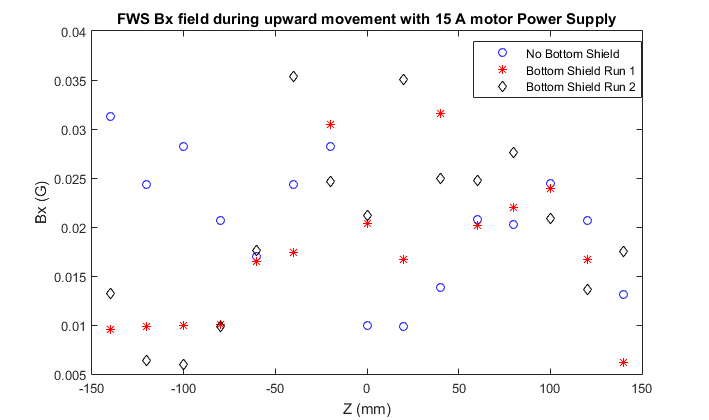 FWS Bx field during upward movement with 15 A motor Power Supply
0.04
0.035
0.03
0.025
0.02
0.015
0.01
0.005
Bx (G)
No Bottom Shield
Bottom Shield Run 1
Bottom Shield Run 2
-150
-100
-50
0
50
100
150
Z (mm)